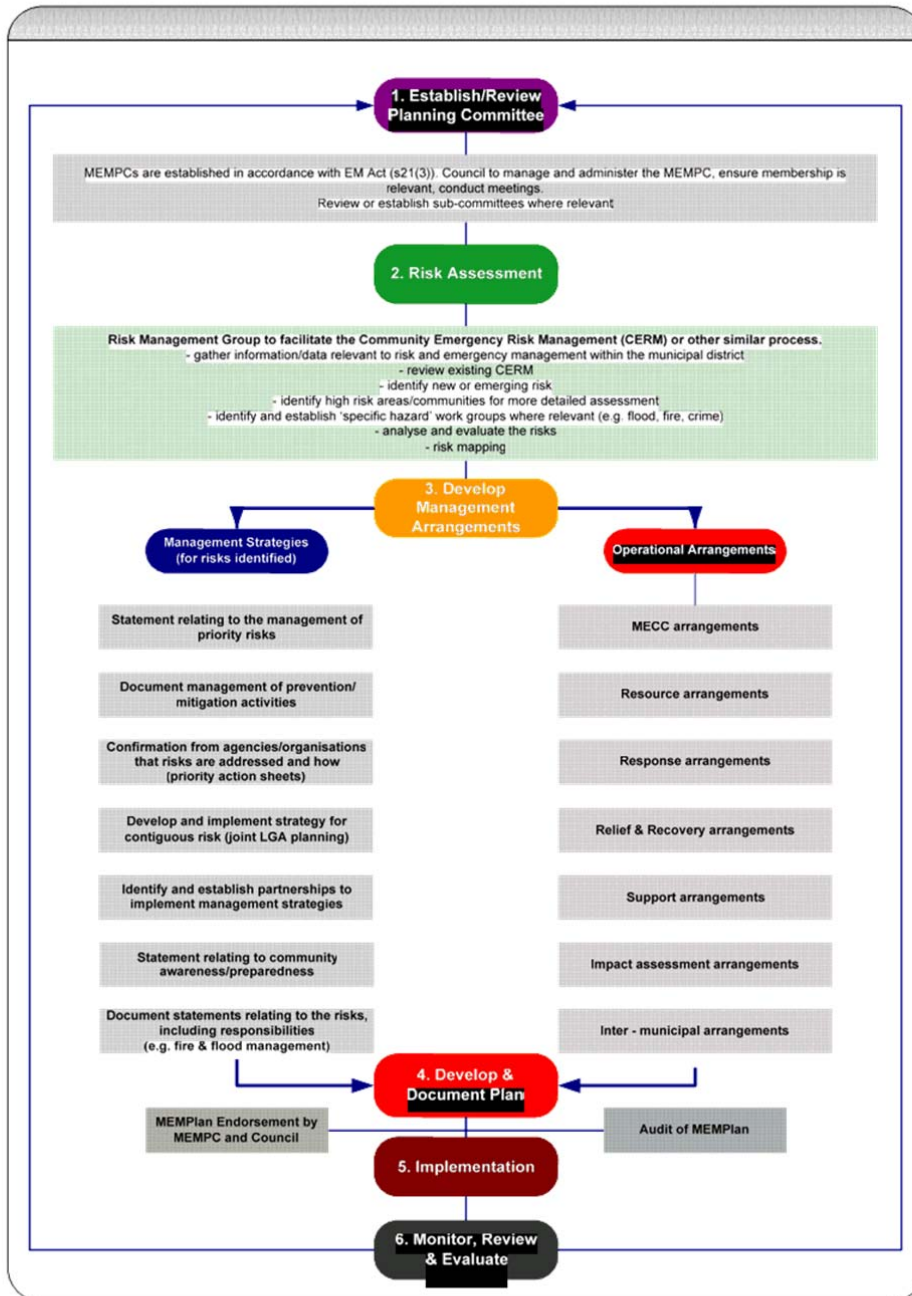 1. Establish/Review
Planning Committee
MEMPCs are established in accordance with EM Act (s21(3)). Council to manage and administer the MEMPC, ensure membership is
relevant, conduct meetings.
Review or establish sub-committees where relevant
2. Risk Assessment
Risk Management Group to facilitate the Community Emergency Risk Management (CERM) or other similar process.
- gather information/data relevant to risk and emergency management within the municipal district
- review existing CERM
- identify new or emerging risk
- identify high risk areas/communities for more detailed assessment
- identify and establish ‘specific hazard’ work groups where relevant (e.g. flood, fire, crime)
- analyse and evaluate the risks
- risk mapping
3. Develop
Management
Arrangements
Management Strategies
(for risks identified)
Statement relating to the management of
priority risks
Document management of prevention/
mitigation activities
Confirmation from agencies/organisations
that risks are addressed and how
(priority action sheets)
Develop and implement strategy for
contiguous risk (joint LGA planning)
Identify and establish partnerships to
implement management strategies
Statement relating to community
awareness/preparedness
Document statements relating to the risks,
including responsibilities
(e.g. fire & flood management)
Operational Arrangements
MECC arrangements
Resource arrangements
Response arrangements
Relief & Recovery arrangements
Support arrangements
Impact assessment arrangements
Inter - municipal arrangements
4. Develop &
Document Plan
MEMPlan Endorsement by
MEMPC and Council
Audit of MEMPlan
5. Implementation
6. Monitor, Review
& Evaluate